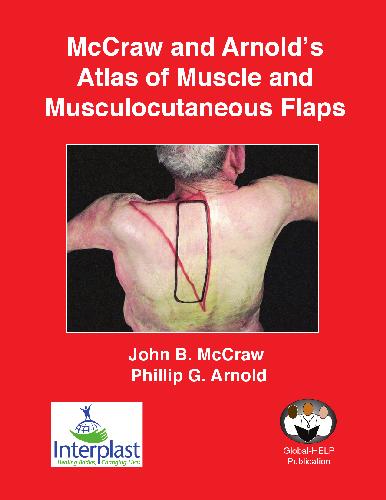 McCraw and Arnold's
Atlas of Muscle and
Musculocutaneous Flaps
John B. McCraw
Phillip G. Arnold
Interplast
Healing Bodies, Changing Lives
Global-HELP
Publication